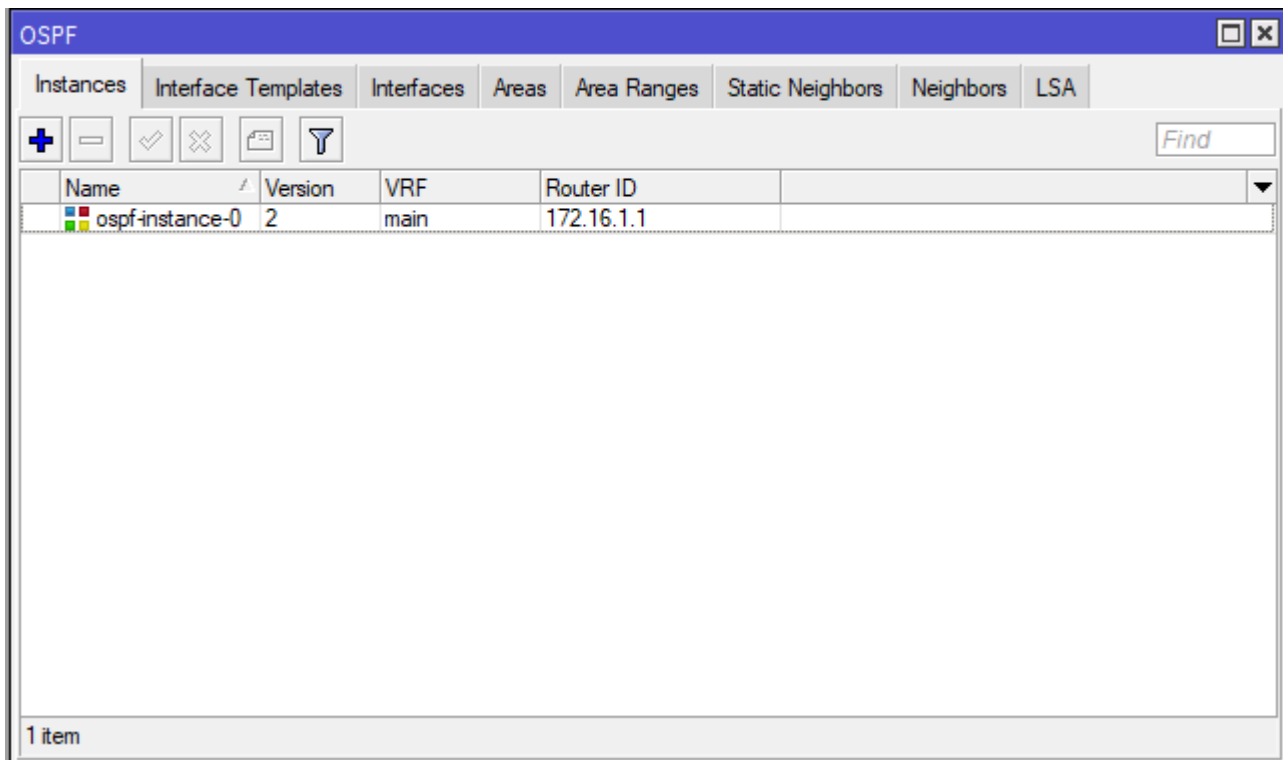 OSPF
Instances Interface Templates Interfaces Areas Area Ranges Static Neighbors Neighbors LSA
Find
Name Version VRF Router ID
ospf-instance-0 2 main 172.16.1.1
1 item